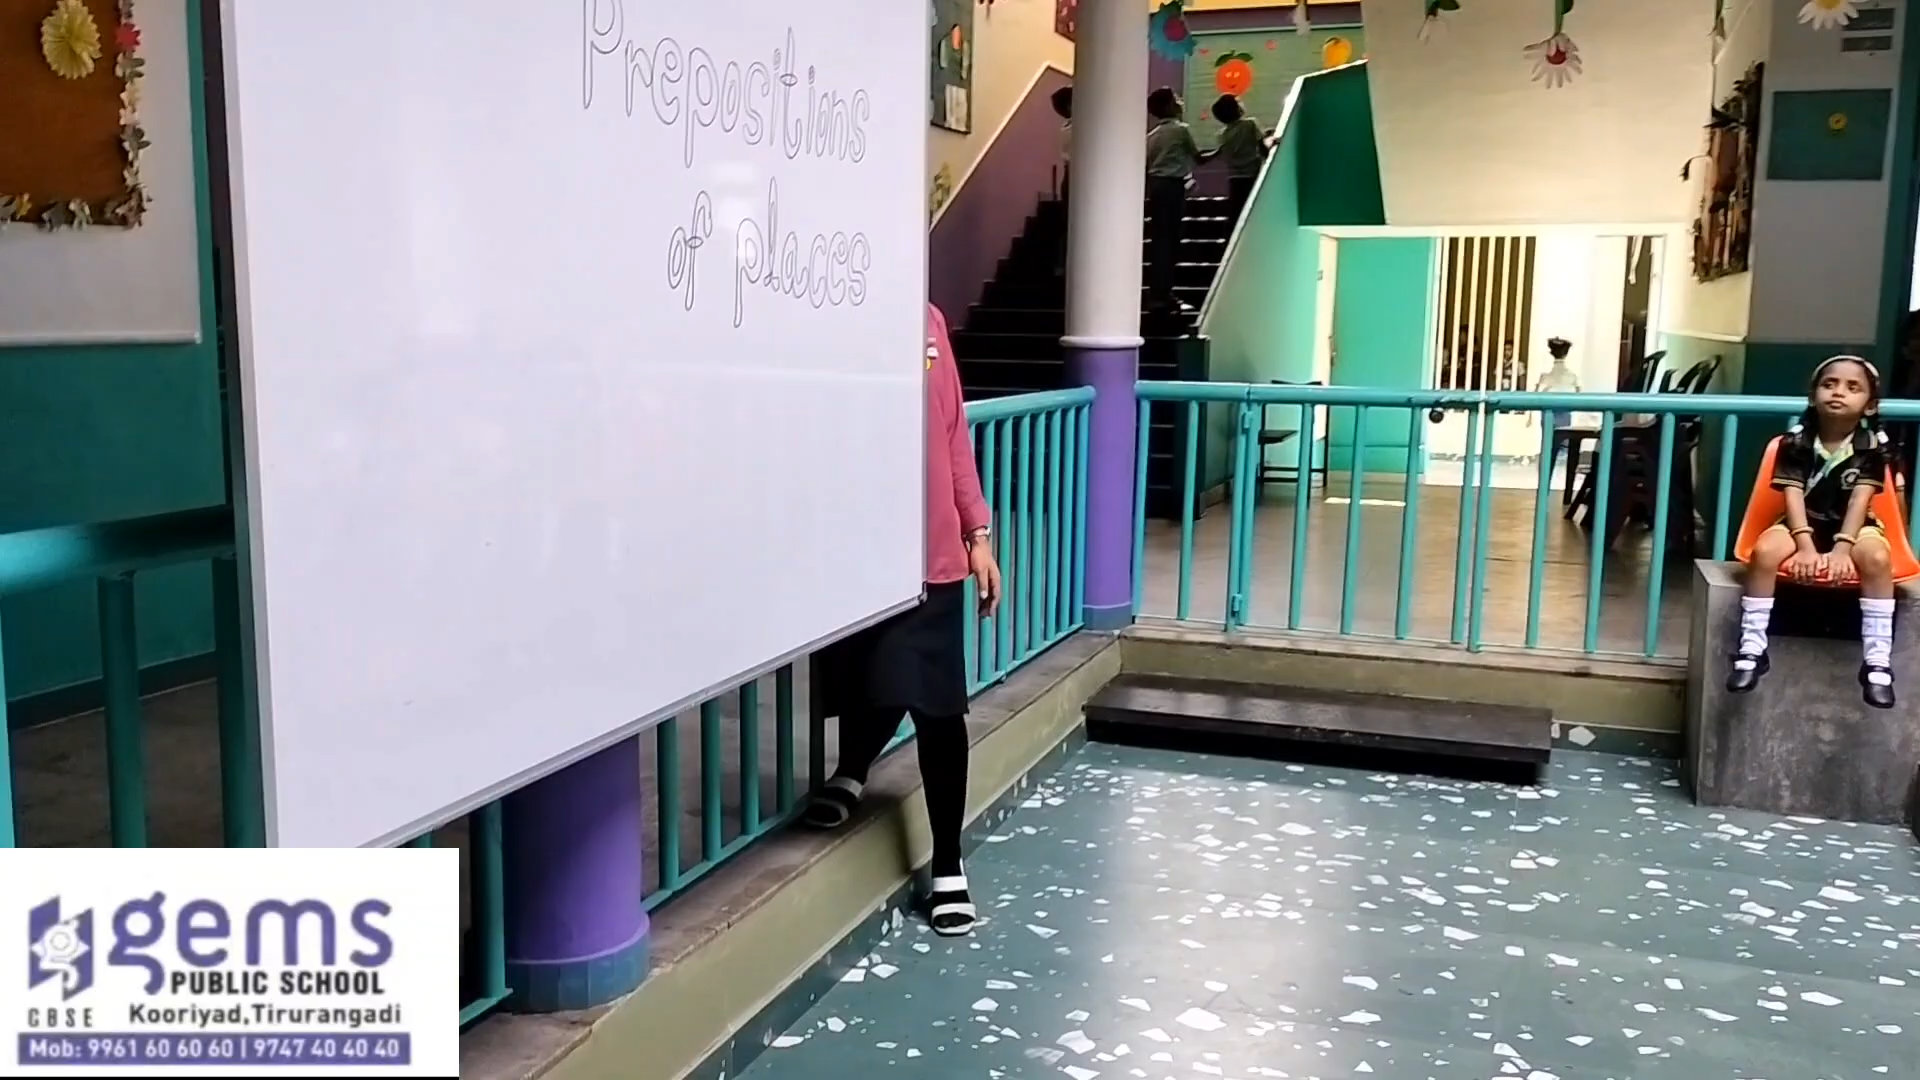 Prepositions
of places
gems
PUBLIC SCHOOL
CBSE
Kooriyad,Tirurangadi
Mob: 9961 60 60 60 | 9747 40 40 40